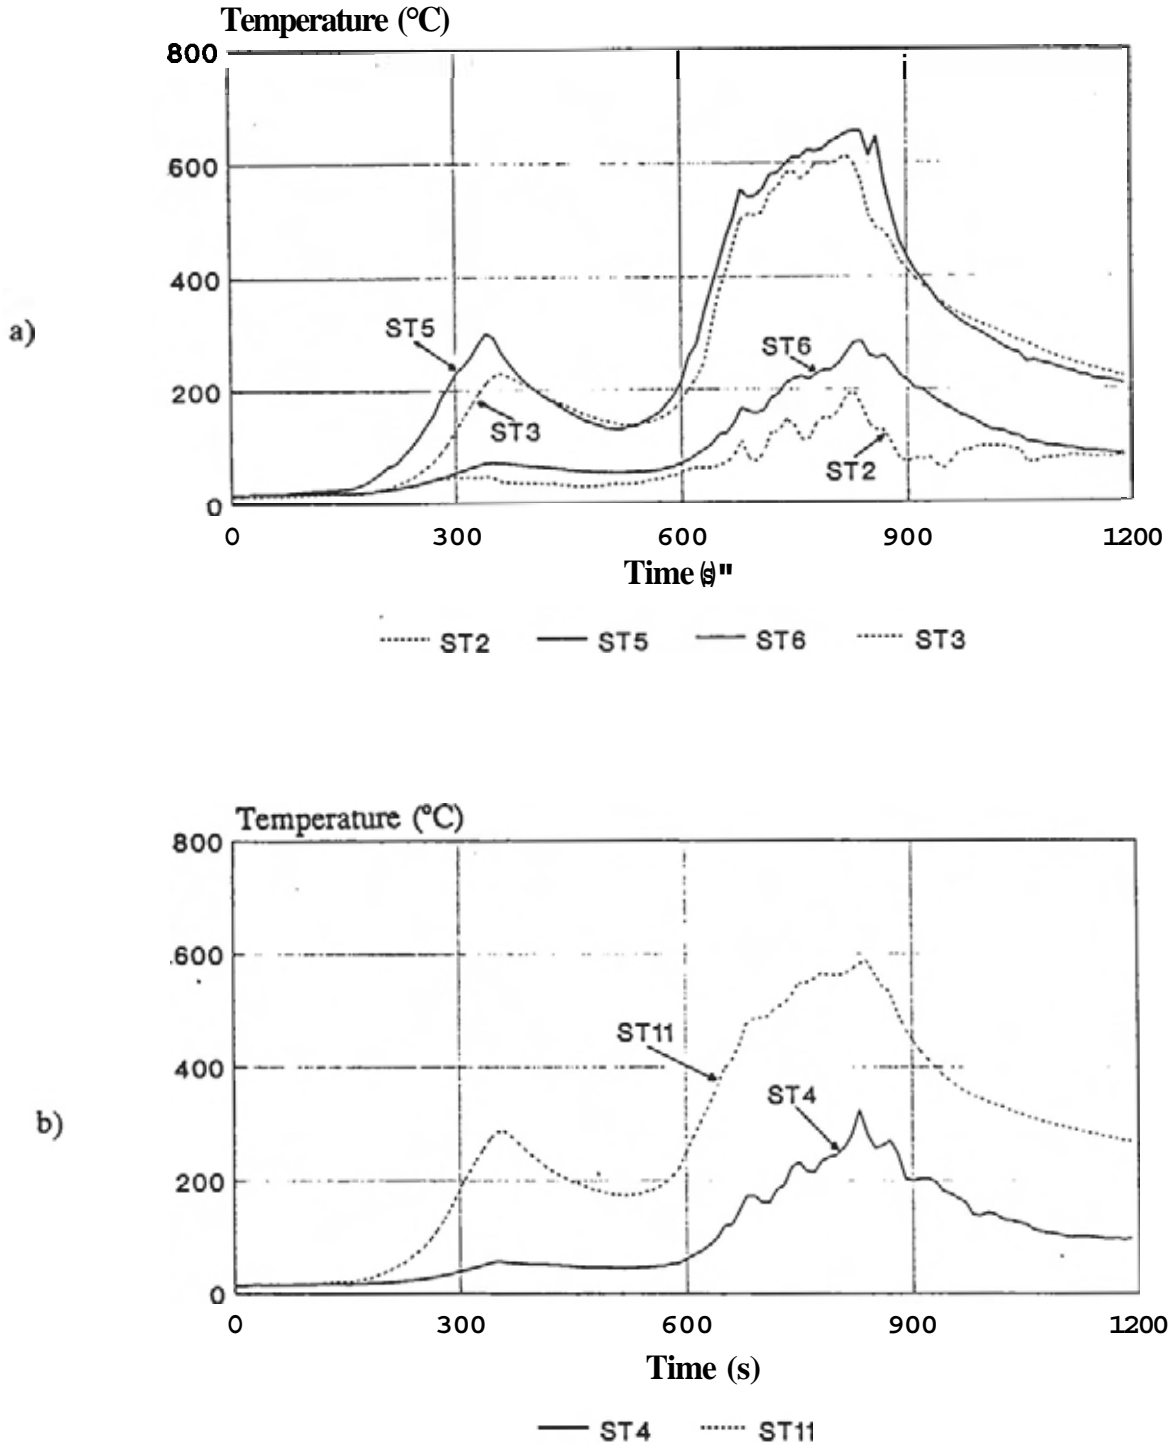 Temperature (°C)
800
600
400
200
0
a)
ST5
ST3
ST6
ST2
0 300 600 900 1200
Time (s)"
ST2 ST5 ST6 ST3
Temperature (°C)
800
600
400
200
0
b)
ST11
ST4
0 300 600 900 1200
Time (s)
ST4 ST11